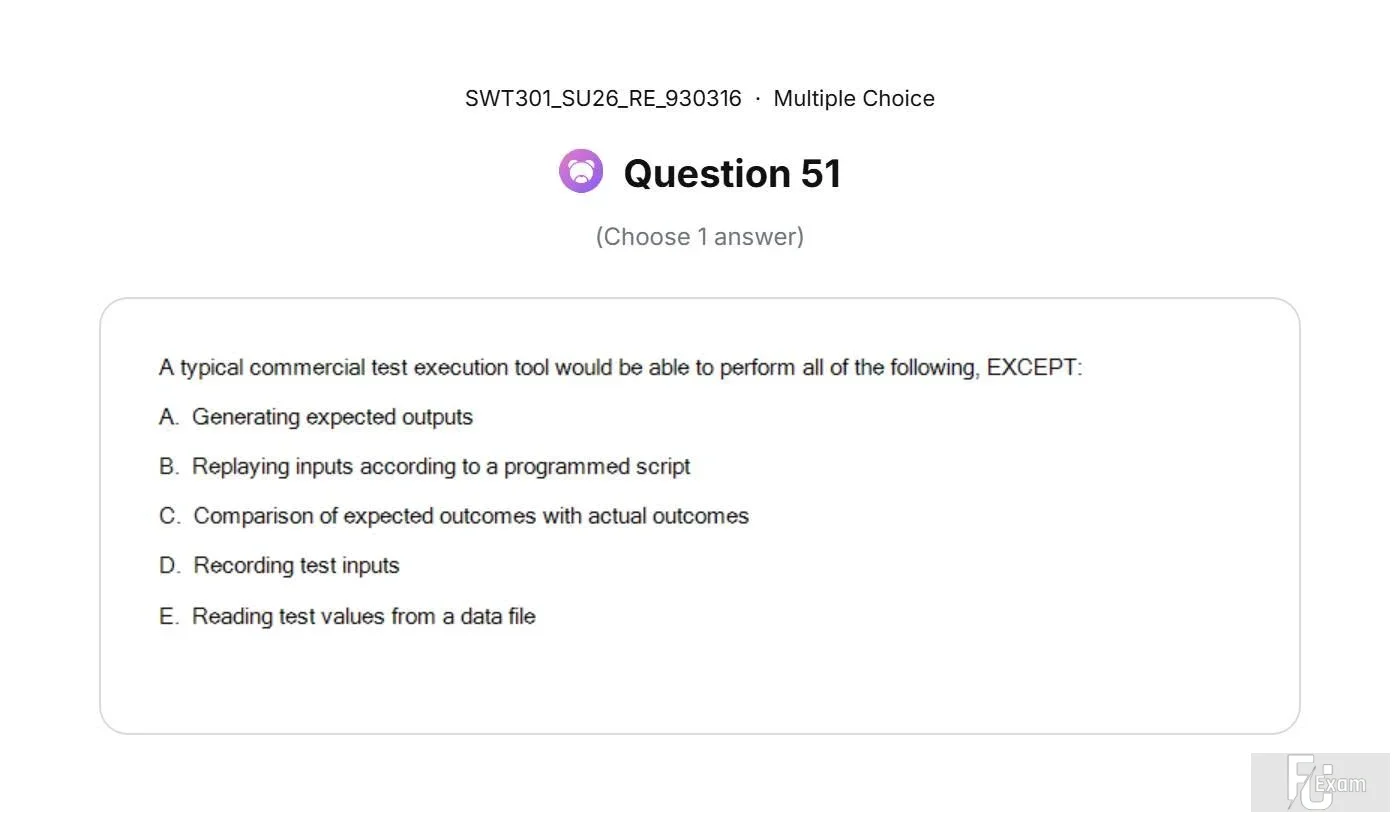 SWT301_SU26_RE_930316 · Multiple Choice
Question 51
(Choose 1 answer)
A typical commercial test execution tool would be able to perform all of the following, EXCEPT:
A. Generating expected outputs
B. Replaying inputs according to a programmed script
C. Comparison of expected outcomes with actual outcomes
D. Recording test inputs
E. Reading test values from a data file
Exam